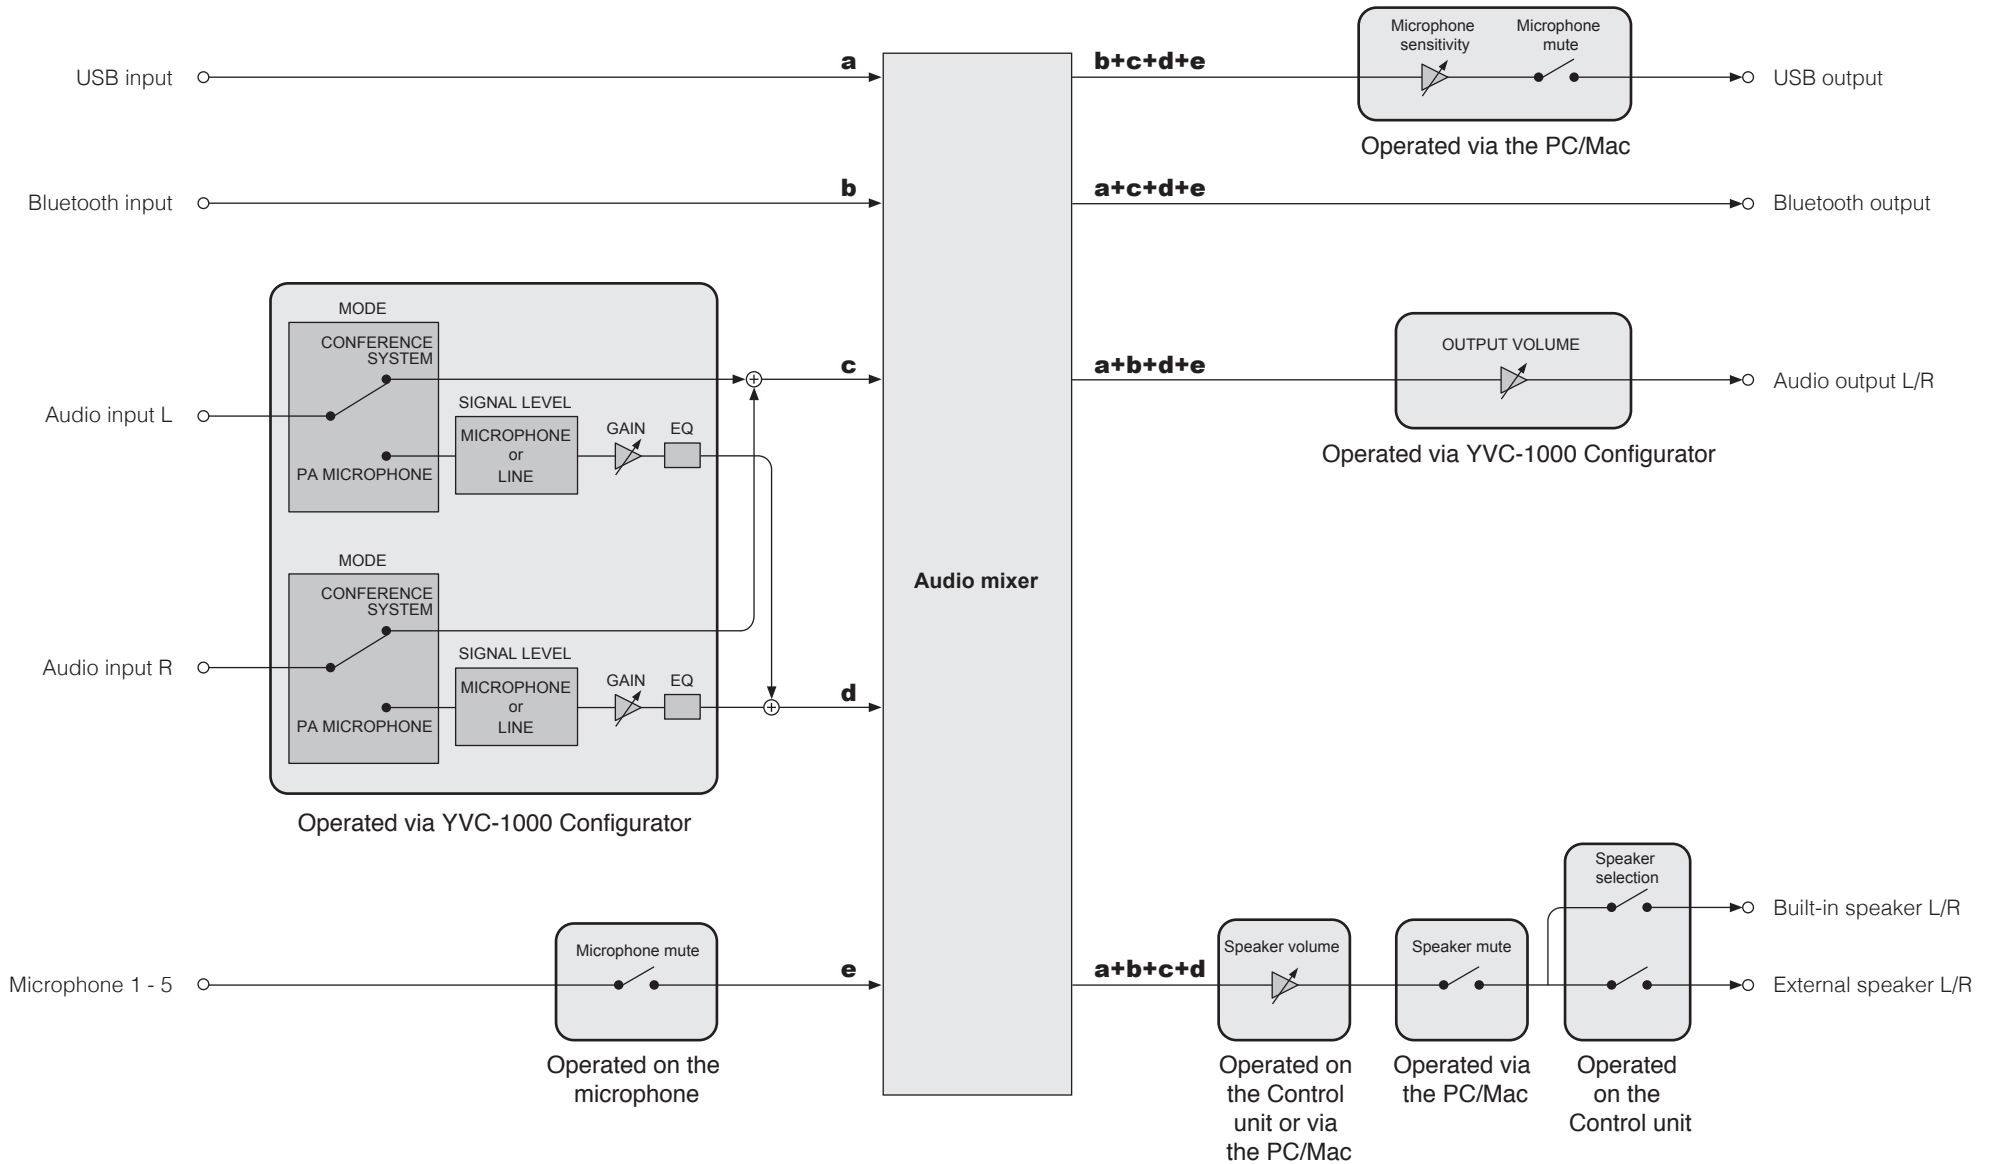 Microphone
sensitivity
Microphone
mute
USB input
a
b+c+d+e
USB output
Operated via the PC/Mac
Bluetooth input
b
a+c+d+e
Bluetooth output
MODE
CONFERENCE
SYSTEM
c
a+b+d+e
OUTPUT VOLUME
Audio output L/R
Audio input L
SIGNAL LEVEL
MICROPHONE
or
LINE
GAIN
EQ
PA MICROPHONE
Operated via YVC-1000 Configurator
MODE
CONFERENCE
SYSTEM
Audio mixer
Audio input R
SIGNAL LEVEL
MICROPHONE
or
LINE
GAIN
EQ
d
PA MICROPHONE
Operated via YVC-1000 Configurator
Speaker
selection
Built-in speaker L/R
Microphone mute
Microphone 1 - 5
e
a+b+c+d
Speaker volume
Speaker mute
External speaker L/R
Operated on the
microphone
Operated on
the Control
unit or via
the PC/Mac
Operated via
the PC/Mac
Operated
on the
Control unit